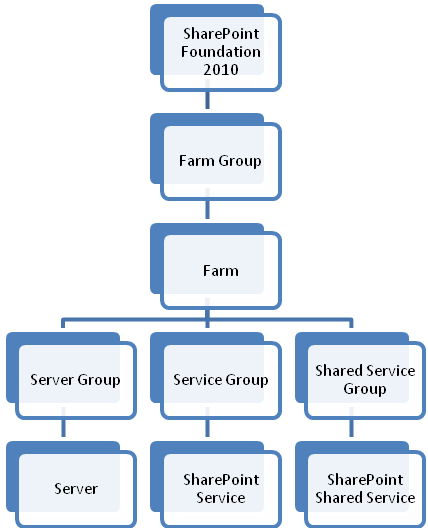 SharePoint
Foundation
2010
Farm Group
Farm
Server Group
Service Group
Shared Service
Group
Server
SharePoint
Service
SharePoint
Shared Service